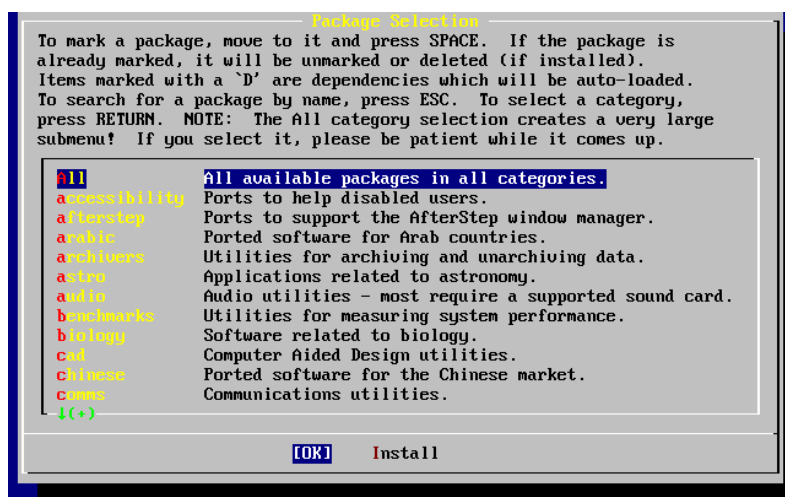 Package Selection
To mark a package, move to it and press SPACE.  If the package is
already marked, it will be unmarked or deleted (if installed).
Items marked with a `D' are dependencies which will be auto-loaded.
To search for a package by name, press ESC.  To select a category,
press RETURN.  NOTE:  The All category selection creates a very large
submenu!  If you select it, please be patient while it comes up.
All All available packages in all categories.
accessibility Ports to help disabled users.
afterstep Ports to support the AfterStep window manager.
arabic Ported software for Arab countries.
archivers Utilities for archiving and unarchiving data.
astro Applications related to astronomy.
audio Audio utilities - most require a supported sound card.
benchmarks Utilities for measuring system performance.
biology Software related to biology.
cad Computer Aided Design utilities.
chinese Ported software for the Chinese market.
comms Communications utilities.
↓(+)
[OK] Install